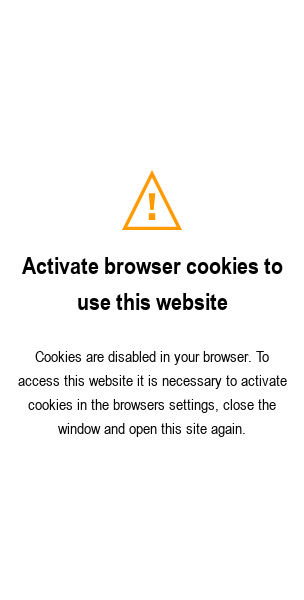 Activate browser cookies to
use this website
Cookies are disabled in your browser. To
access this website it is necessary to activate
cookies in the browsers settings, close the
window and open this site again.